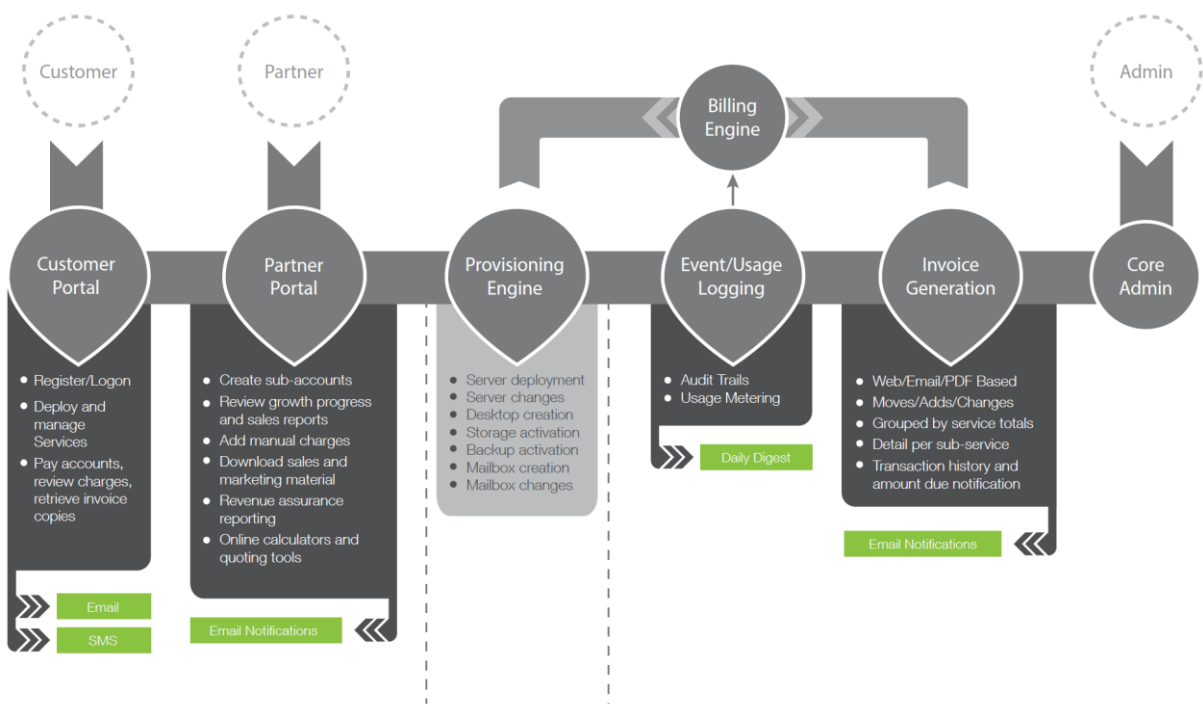 Customer
Partner
Admin
Billing
Engine
Customer
Portal
Partner
Portal
Provisioning
Engine
Event/Usage
Logging
Invoice
Generation
Core
Admin
Register/Logon
Deploy and
manage
Services
Pay accounts,
review charges,
retrieve invoice
copies
Email
SMS
Create sub-accounts
Review growth progress
and sales reports
Add manual charges
Download sales and
marketing material
Revenue assurance
reporting
Online calculators and
quoting tools
Email Notifications
Server deployment
Server changes
Desktop creation
Storage activation
Backup activation
Mailbox creation
Mailbox changes
Audit Trails
Usage Metering
Daily Digest
Web/Email/PDF Based
Moves/Adds/Changes
Grouped by service totals
Detail per sub-service
Transaction history and
amount due notification
Email Notifications